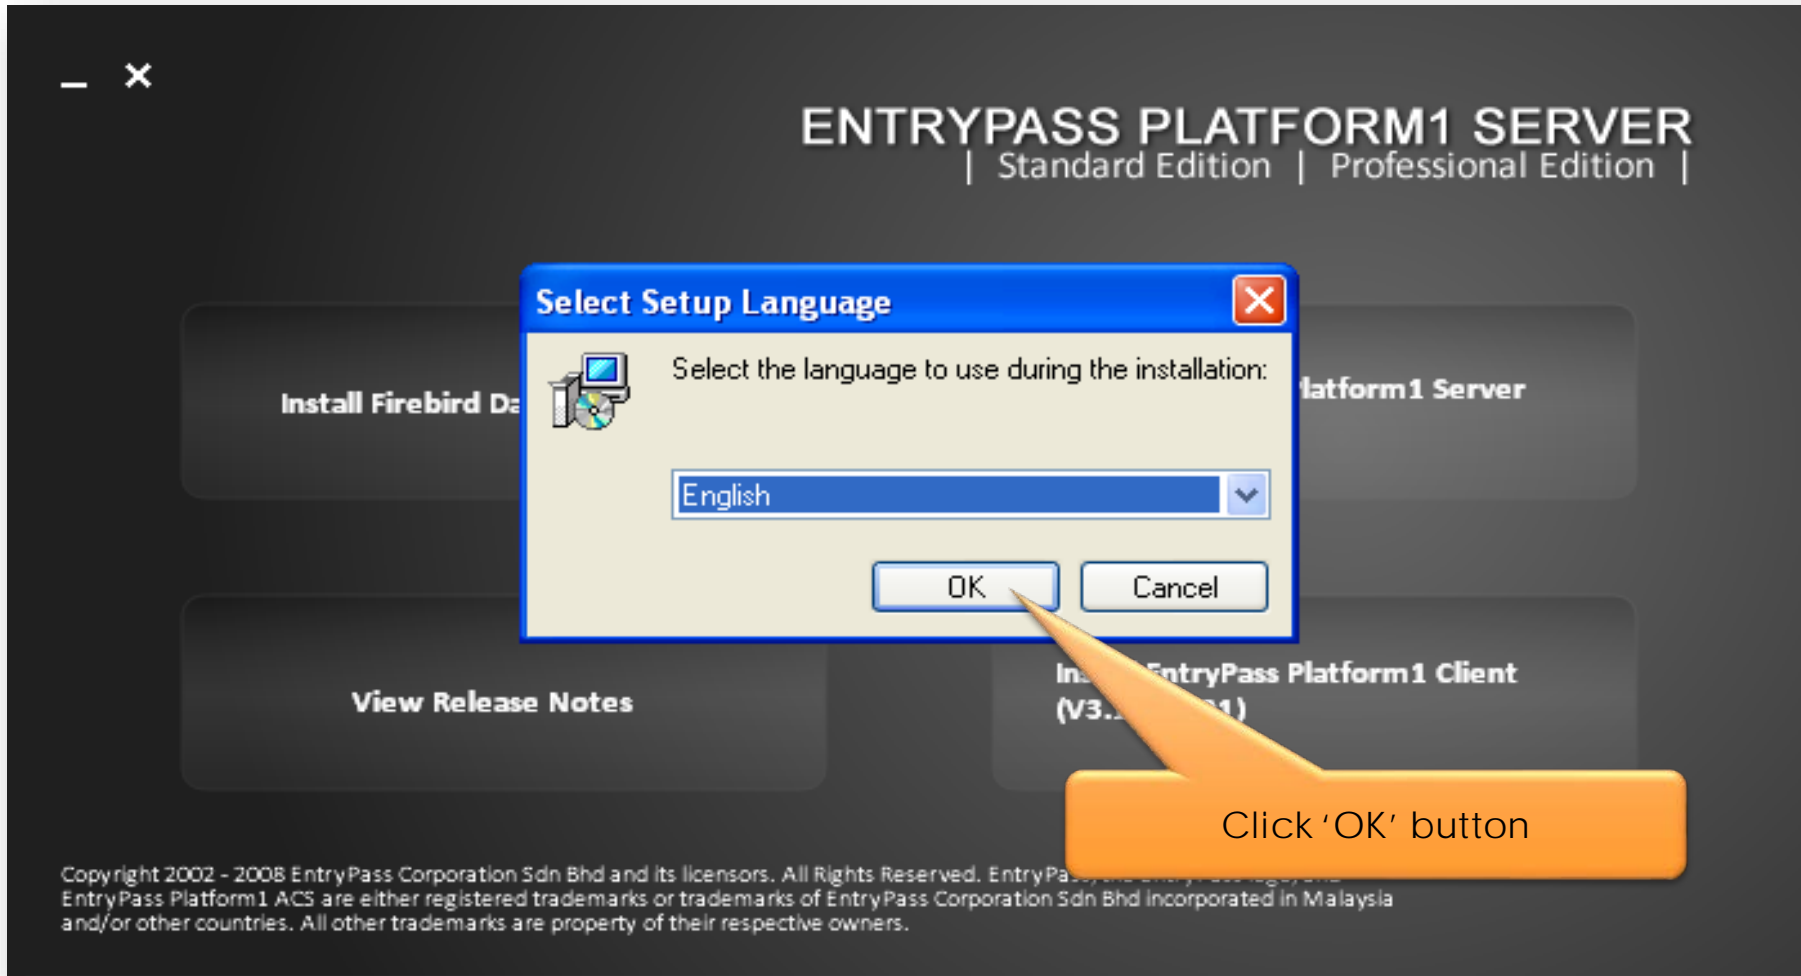 ENTRYPASS PLATFORM1 SERVER
| Standard Edition | Professional Edition |
Select Setup Language
Select the language to use during the installation:
Install Firebird
latform1 Server
English
OK Cancel
View Release Notes
EntryPass Platform1 Client
Click ‘OK’ button
Copyright 2002 - 2008 EntryPass Corporation Sdn Bhd and its licensors. All Rights Reserved.
EntryPass Platform1 ACS are either registered trademarks or trademarks of EntryPass Corporation Sdn Bhd incorporated in Malaysia
and/or other countries. All other trademarks are property of their respective owners.